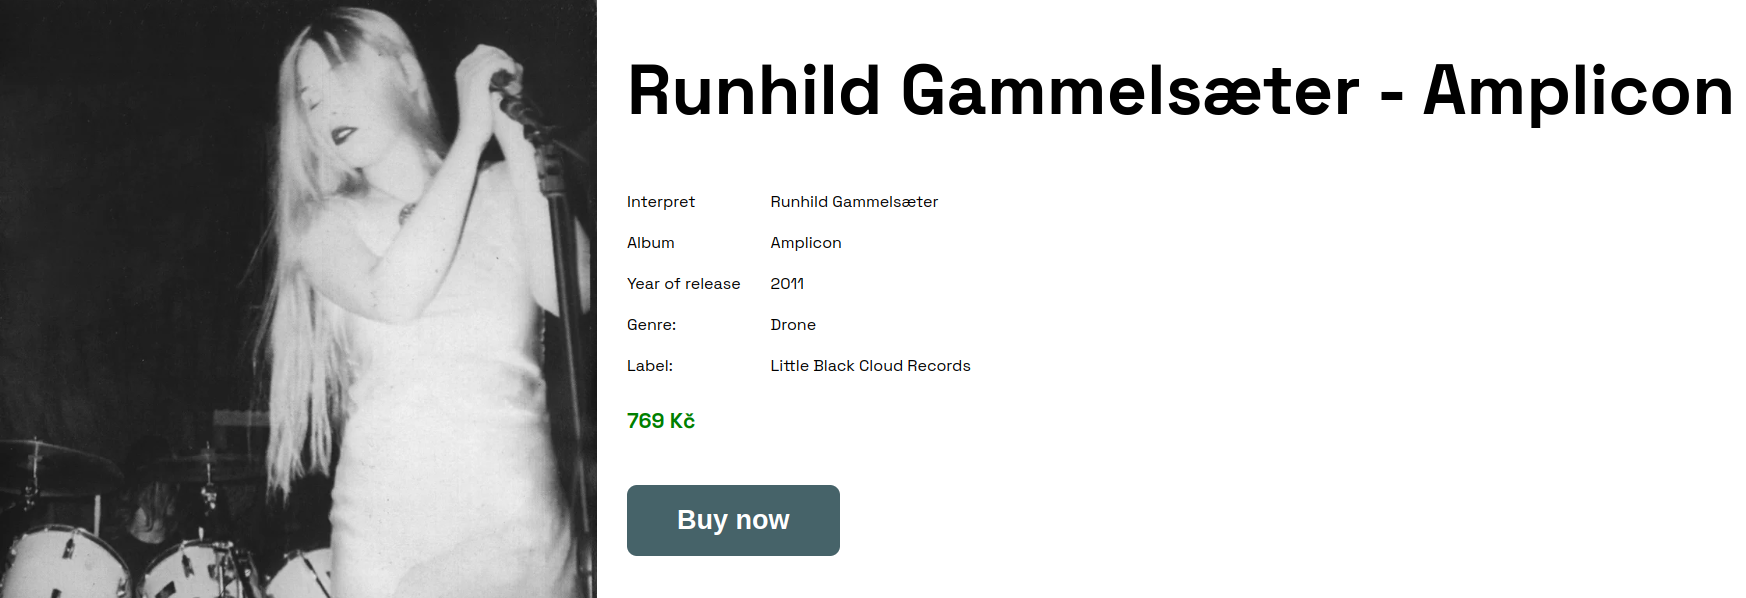 Runhild Gammelsæter - Amplicon
Interpret Runhild Gammelsæter
Album Amplicon
Year of release 2011
Genre: Drone
Label: Little Black Cloud Records
769 Kč
Buy now